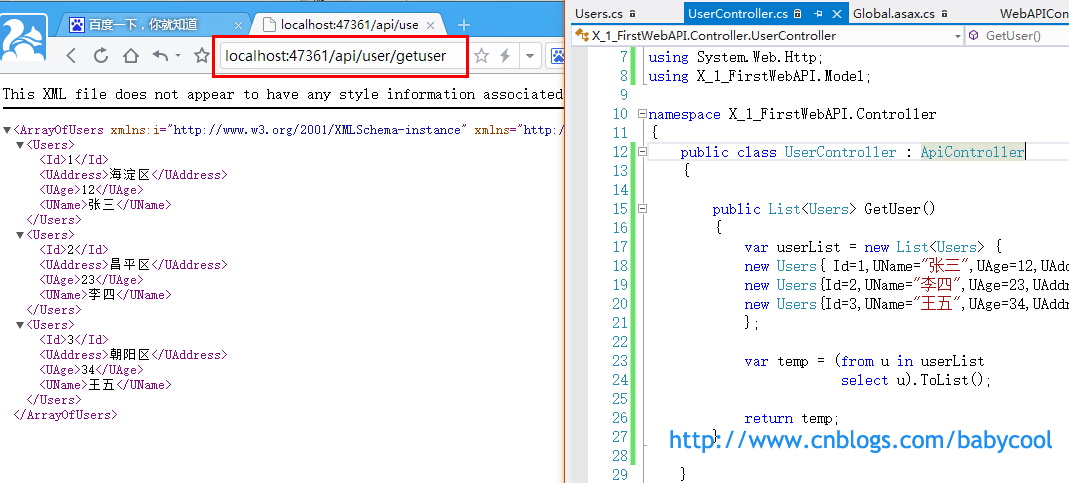 百度一下，你就知道
localhost:47361/api/use
localhost:47361/api/user/getuser
This XML file does not appear to have any style information associated
<ArrayOfUsers xmlns:i="http://www.w3.org/2001/XMLSchema-instance" xmlns="http:/
<Users>
<Id>1</Id>
<UAddress>海淀区</UAddress>
<UAge>12</UAge>
<UName>张三</UName>
</Users>
<Users>
<Id>2</Id>
<UAddress>昌平区</UAddress>
<UAge>23</UAge>
<UName>李四</UName>
</Users>
<Users>
<Id>3</Id>
<UAddress>朝阳区</UAddress>
<UAge>34</UAge>
<UName>王五</UName>
</Users>
</ArrayOfUsers>
Users.cs UserController.cs Global.asax.cs WebAPICon
X_1_FirstWebAPI.Controller.UserController GetUser()
7 using System.Web.Http;
8 using X_1_FirstWebAPI.Model;
9
10 namespace X_1_FirstWebAPI.Controller
11 {
12 public class UserController : ApiController
13 {
14
15 public List<Users> GetUser()
16 {
17 var userList = new List<Users> {
18 new Users{ Id=1,UName="张三",UAge=12,UAdd
19 new Users{Id=2,UName="李四",UAge=23,UAddr
20 new Users{Id=3,UName="王五",UAge=34,UAddr
21 };
22
23 var temp = (from u in userList
24 select u).ToList();
25
26 return temp;
27 }
28
29 }
http://www.cnblogs.com/babycool